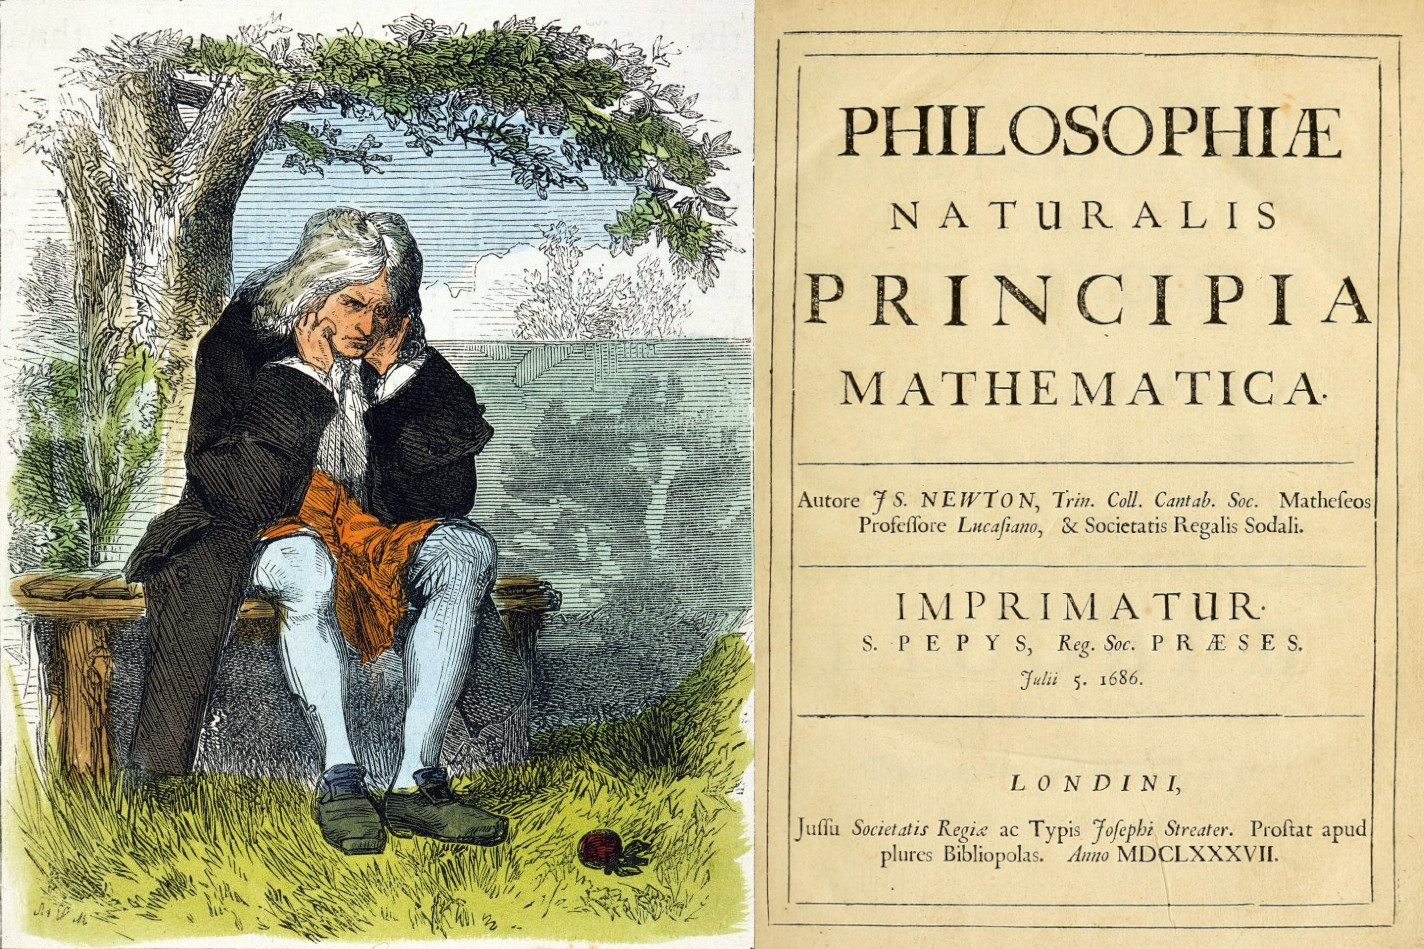 PHILOSOPHIÆ
NATURALIS
PRINCIPIA
MATHEMATICA.
Autore JS. NEWTON, Trin. Coll. Cantab. Soc. Matheſeos
Profeſſore Lucaſiano, & Societatis Regalis Sodali.
IMPRIMATUR.
S. PEPYS, Reg. Soc. PRÆSES.
Julii 5. 1686.
LONDINI,
Juſſu Societatis Regiæ ac Typis Joſephi Streater. Proſtat apud
plures Bibliopolas. Anno MDCLXXXVII.